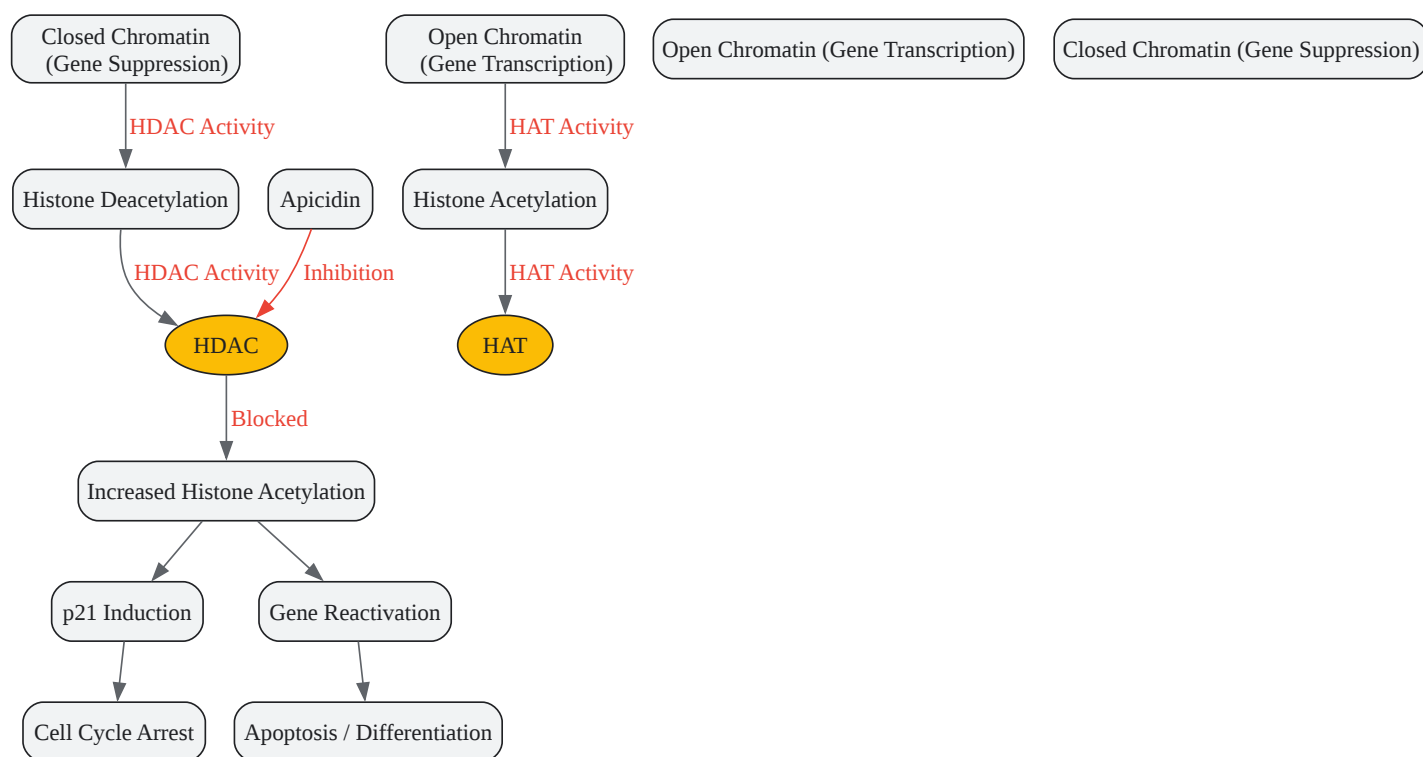 Closed Chromatin
(Gene Suppression)
Open Chromatin
(Gene Transcription)
Open Chromatin (Gene Transcription)
Closed Chromatin (Gene Suppression)
HDAC Activity
HAT Activity
Histone Deacetylation
Apicidin
Histone Acetylation
HDAC Activity
Inhibition
HAT Activity
HDAC
HAT
Blocked
Increased Histone Acetylation
p21 Induction
Gene Reactivation
Cell Cycle Arrest
Apoptosis / Differentiation